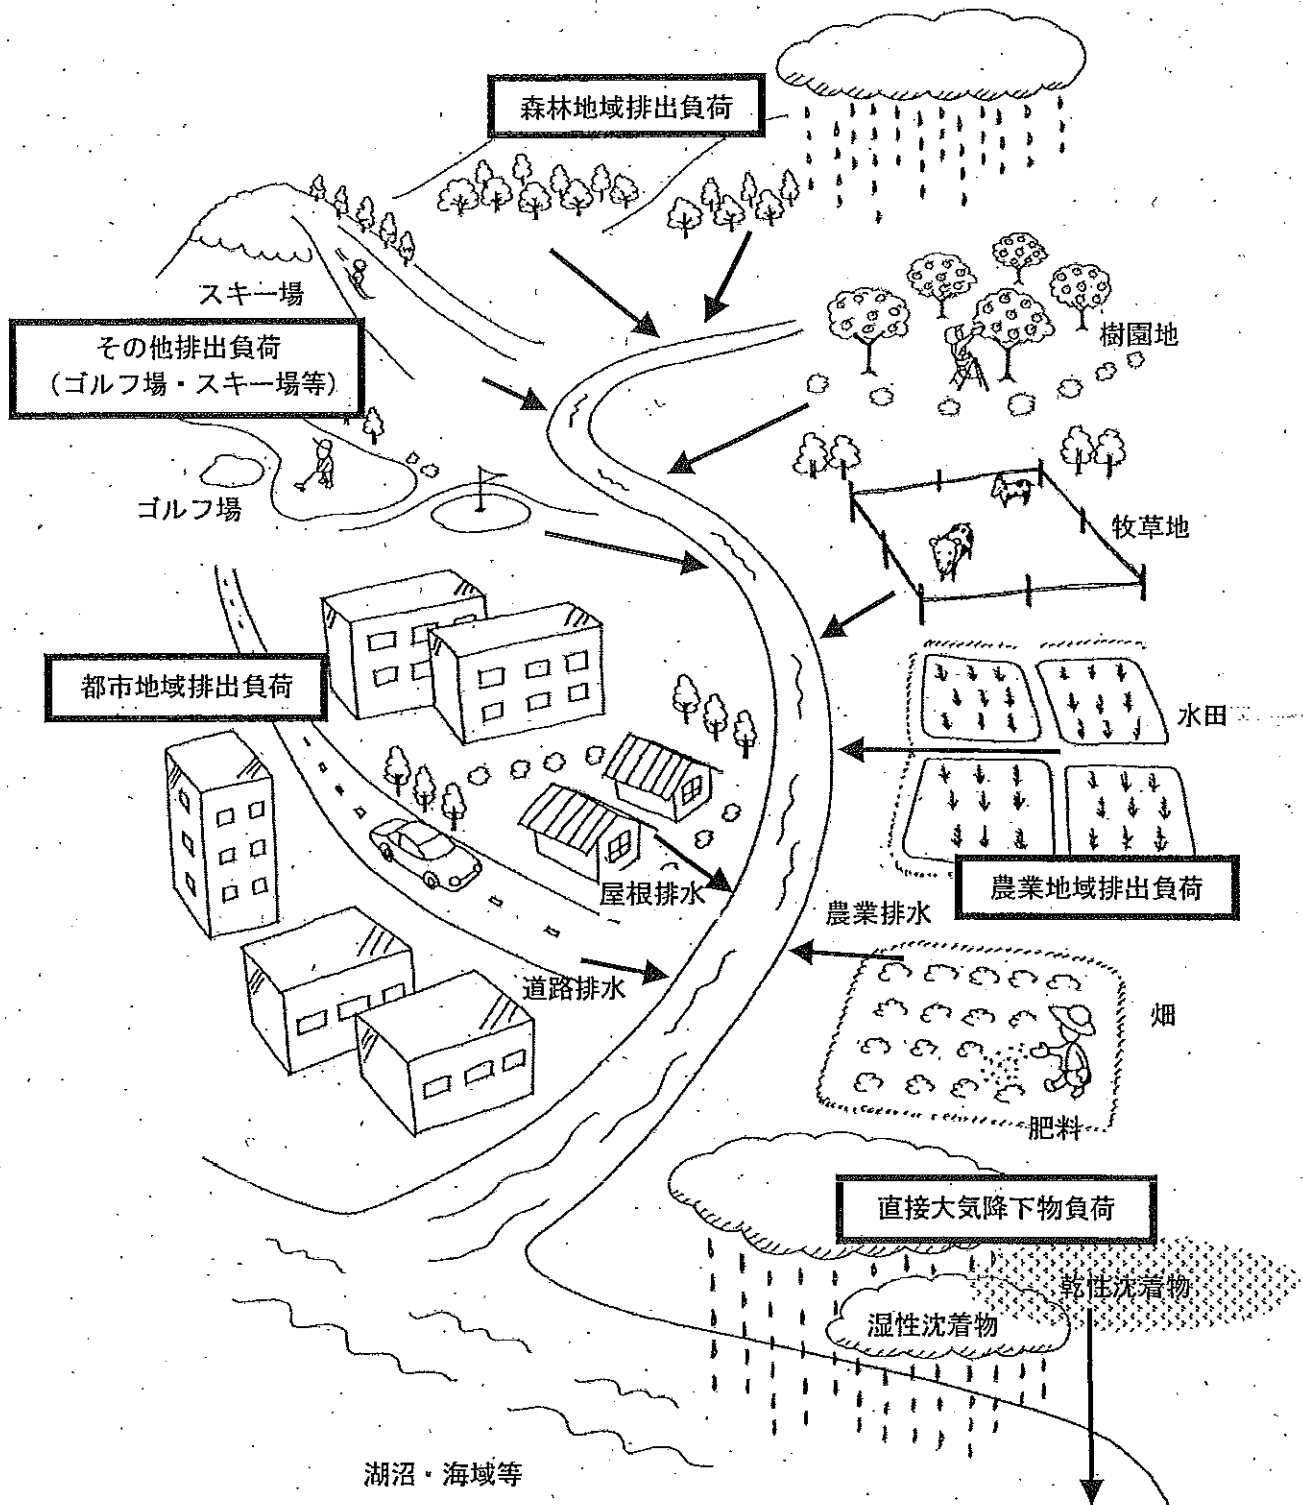 森林地域排出負荷
スキー場
樹園地
その他排出負荷
（ゴルフ場・スキー場等）
ゴルフ場
牧草地
都市地域排出負荷
水田
農業地域排出負荷
屋根排水
農業排水
道路排水
畑
肥料
直接大気降下物負荷
乾性沈着物
湿性沈着物
湖沼・海域等